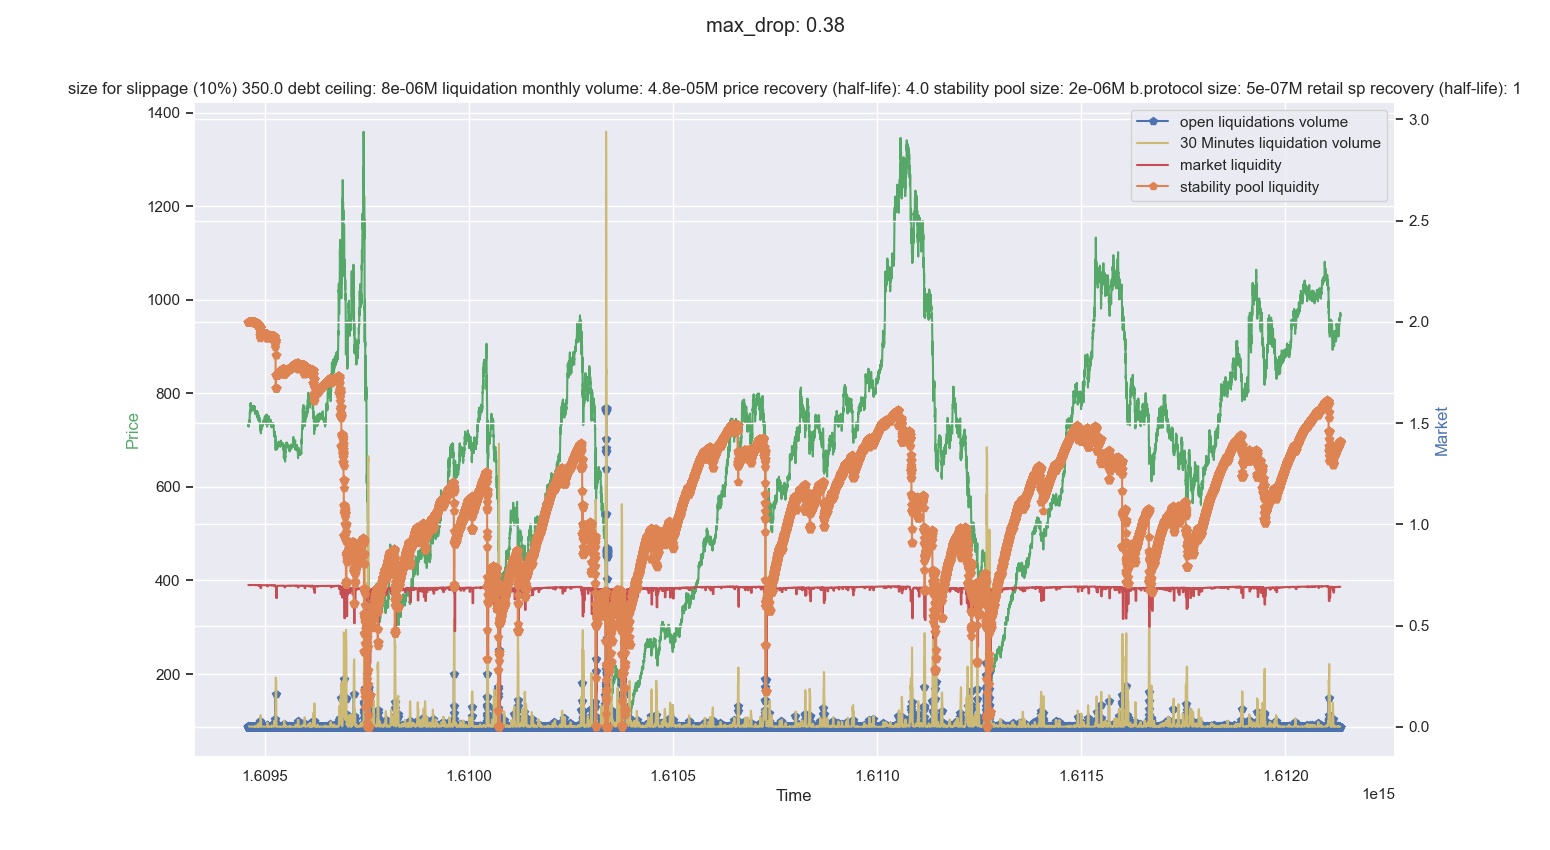 max_drop: 0.38
size for slippage (10%) 350.0 debt ceiling: 8e-06M liquidation monthly volume: 4.8e-05M price recovery (half-life): 4.0 stability pool size: 2e-06M b.protocol size: 5e-07M retail sp recovery (half-life): 1
open liquidations volume
30 Minutes liquidation volume
market liquidity
stability pool liquidity
1400
1200
1000
800
600
400
200
Price
3.0
2.5
2.0
1.5
1.0
0.5
0.0
Market
1.6095 1.6100 1.6105 1.6110 1.6115 1.6120
1e15
Time